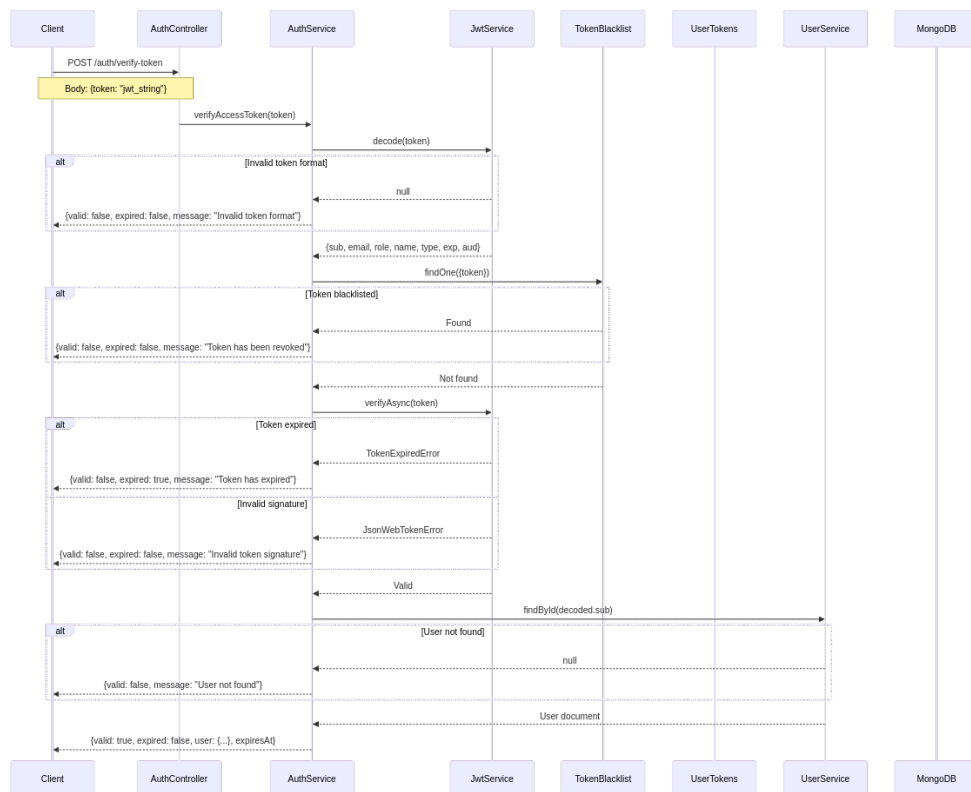 Client AuthController AuthService JwtService TokenBlacklist UserTokens UserService MongoDB
POST /auth/verify-token
Body: {token: "jwt_string"}
verifyAccessToken(token)
decode(token)
alt [Invalid token format]
null
{valid: false, expired: false, message: "Invalid token format"}
{sub, email, role, name, type, exp, aud}
findOne({token})
alt [Token blacklisted]
Found
{valid: false, expired: false, message: "Token has been revoked"}
Not found
verifyAsync(token)
alt [Token expired]
TokenExpiredError
{valid: false, expired: true, message: "Token has expired"}
[Invalid signature]
JsonWebTokenError
{valid: false, expired: false, message: "Invalid token signature"}
Valid
findById(decoded.sub)
alt [User not found]
null
{valid: false, message: "User not found"}
User document
{valid: true, expired: false, user: {...}, expiresAt}
Client AuthController AuthService JwtService TokenBlacklist UserTokens UserService MongoDB